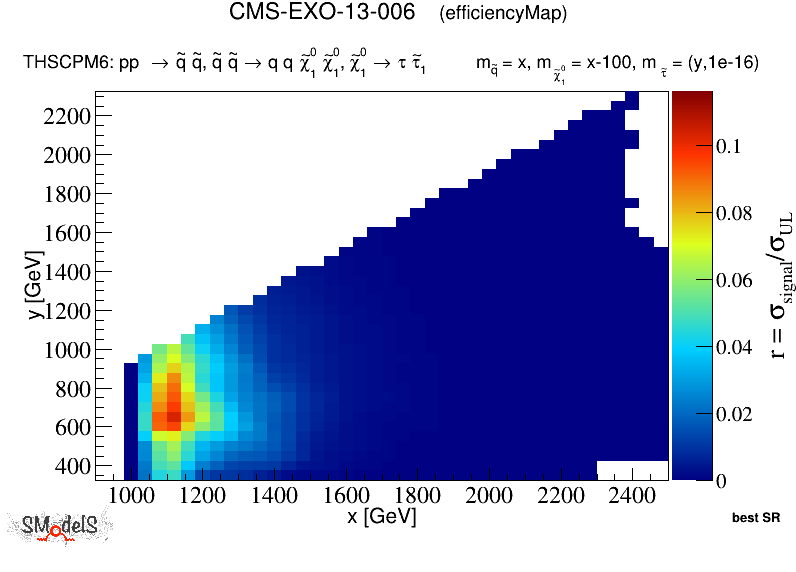 CMS-EXO-13-006 (efficiencyMap)
THSCPM6: pp → q̃ q̃, q̃ q̃ → q q χ̃₁⁰ χ̃₁⁰, χ̃₁⁰ → τ τ̃₁ m_q̃ = x, m_χ̃₁⁰ = x-100, m_τ̃ = (y,1e-16)
2200
2000
1800
1600
1400
1200
1000
800
600
400
y [GeV]
1000 1200 1400 1600 1800 2000 2200 2400
x [GeV]
0.1
0.08
0.06
0.04
0.02
0
r = σ_signal/σ_UL
best SR
SModelS